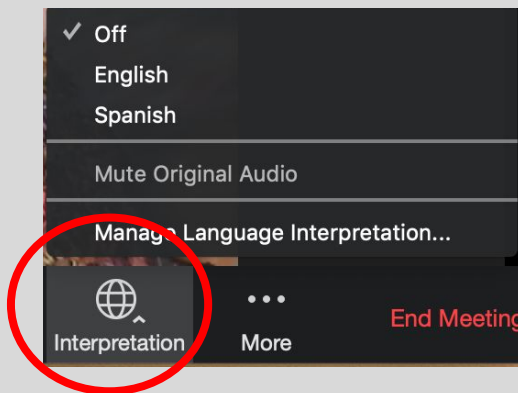 Off
English
Spanish
Mute Original Audio
Manage Language Interpretation...
Interpretation
More
End Meeting